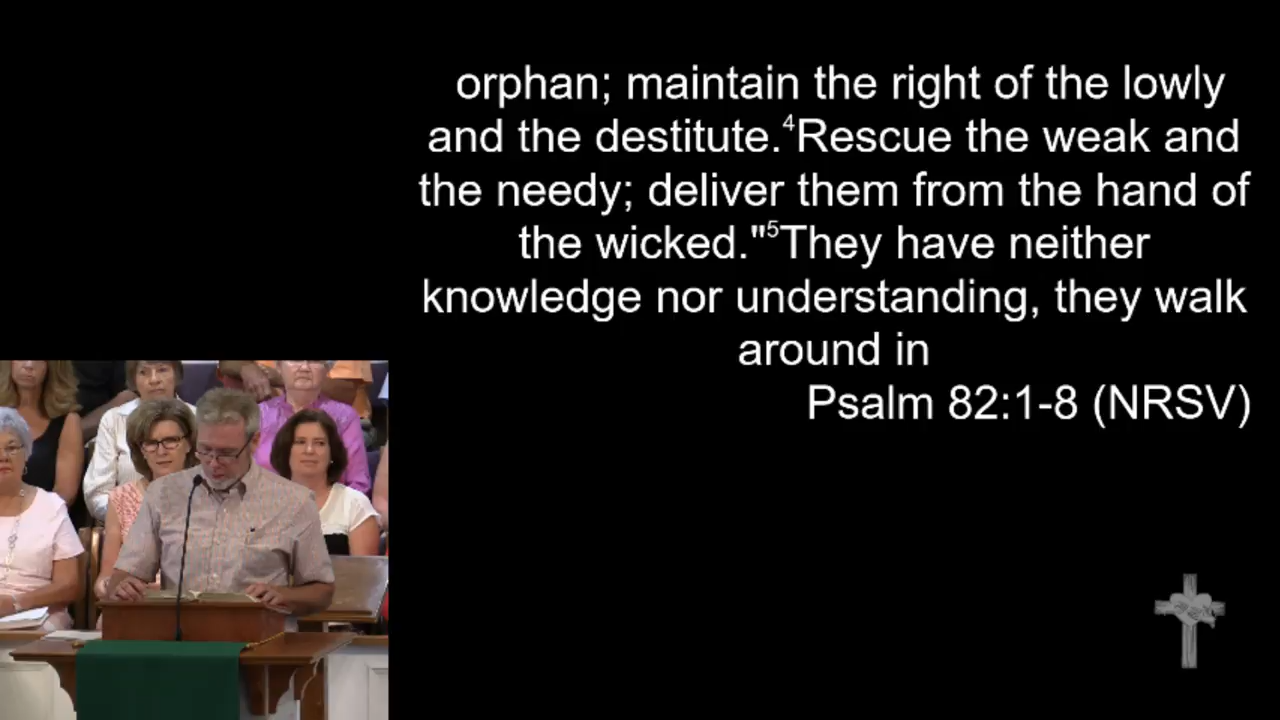 orphan; maintain the right of the lowly
and the destitute.⁴Rescue the weak and
the needy; deliver them from the hand of
the wicked."⁵They have neither
knowledge nor understanding, they walk
around in
Psalm 82:1-8 (NRSV)